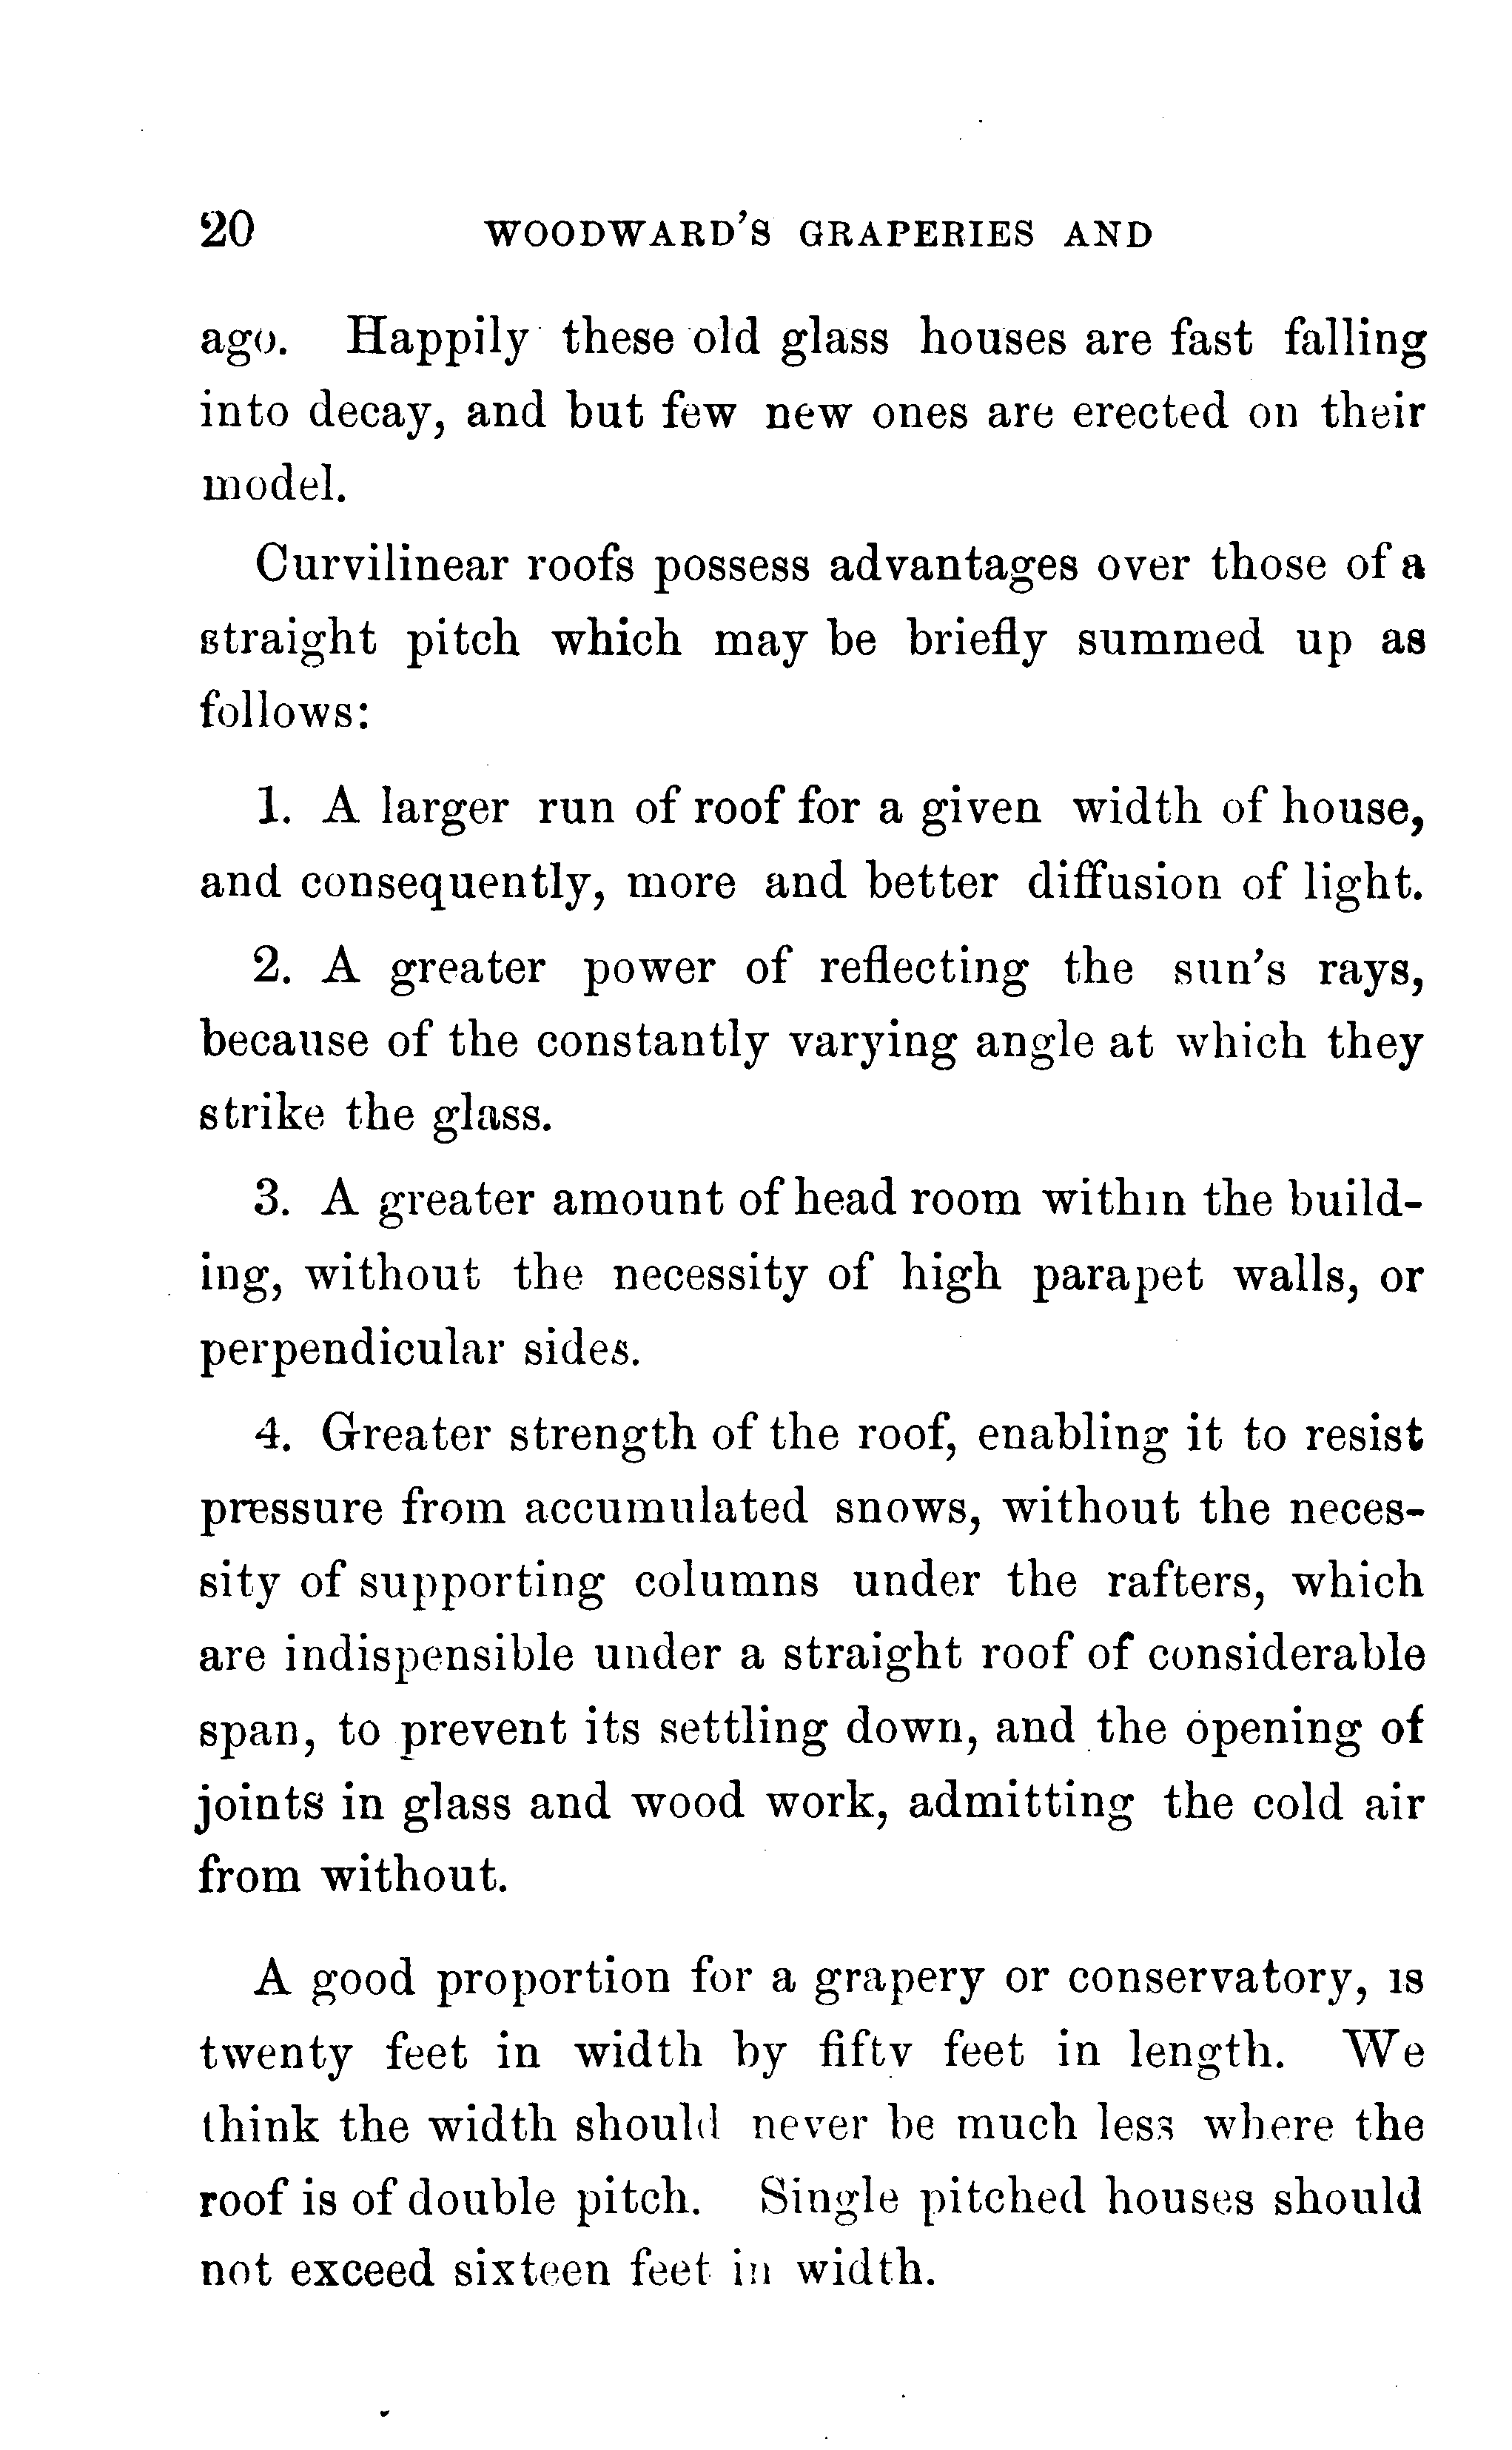 20 WOODWARD'S GRAPERIES AND
ago. Happily these old glass houses are fast falling
into decay, and but few new ones are erected on their
model.
Curvilinear roofs possess advantages over those of a
straight pitch which may be briefly summed up as
follows:
1. A larger run of roof for a given width of house,
and consequently, more and better diffusion of light.
2. A greater power of reflecting the sun's rays,
because of the constantly varying angle at which they
strike the glass.
3. A greater amount of head room within the build-
ing, without the necessity of high parapet walls, or
perpendicular sides.
4. Greater strength of the roof, enabling it to resist
pressure from accumulated snows, without the neces-
sity of supporting columns under the rafters, which
are indispensible under a straight roof of considerable
span, to prevent its settling down, and the opening of
joints in glass and wood work, admitting the cold air
from without.
A good proportion for a grapery or conservatory, is
twenty feet in width by fifty feet in length. We
think the width should never be much less where the
roof is of double pitch. Single pitched houses should
not exceed sixteen feet in width.